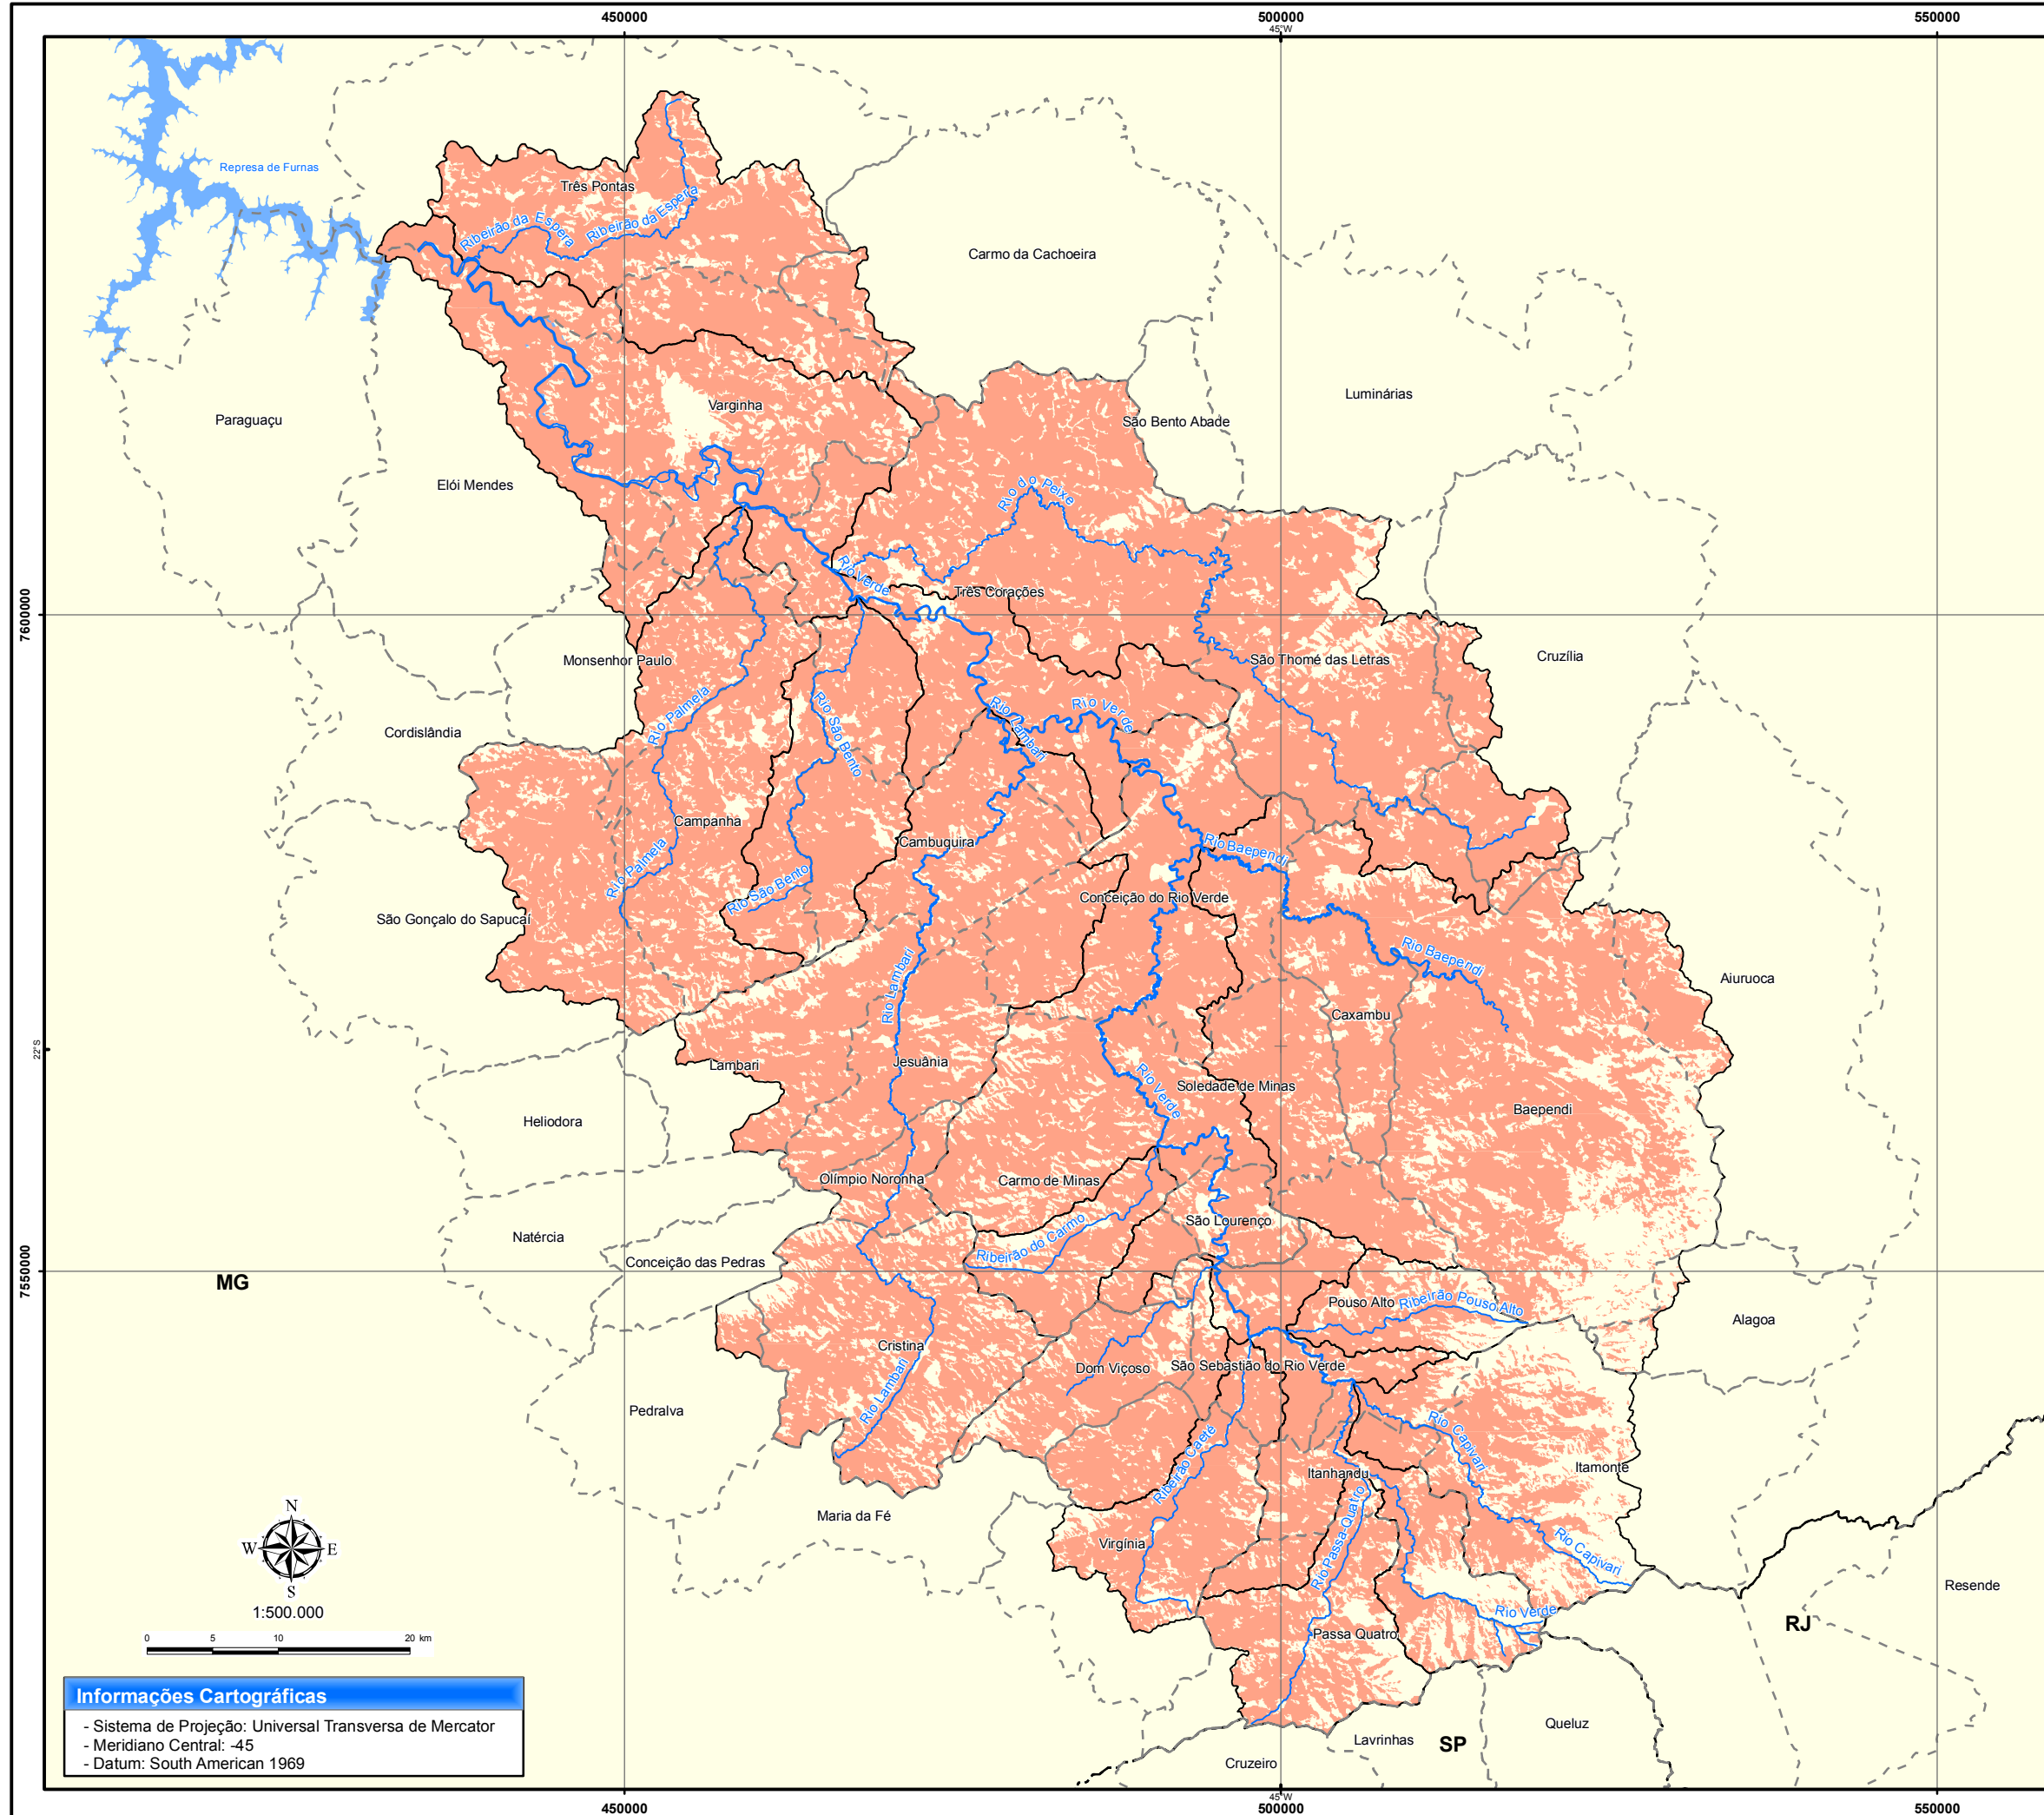 450000
500000
550000
45°W
Represa de Furnas
Três Pontas
Ribeirão da Espera
Ribeirão da Espera
Carmo da Cachoeira
Paraguaçu
Varginha
Luminárias
São Bento Abade
Elói Mendes
Rio do Peixe
Rio Verde
Três Corações
7600000
Monsenhor Paulo
São Thomé das Letras
Cruzília
Rio Palmela
Rio São Bento
Rio Lambari
Rio Verde
Cordislândia
Campanha
Cambuquira
Rio Baependi
Rio Palmela
Rio São Bento
Conceição do Rio Verde
São Gonçalo do Sapucaí
Rio Baependi
Rio Lambari
Aiuruoca
Caxambu
22°S
Lambari
Jesuânia
Rio Verde
Soledade de Minas
Baependi
Heliodora
Olímpio Noronha
Carmo de Minas
São Lourenço
Natércia
Ribeirão do Carmo
Conceição das Pedras
7550000
MG
Pouso Alto
Ribeirão Pouso Alto
Alagoa
Cristina
Dom Viçoso
São Sebastião do Rio Verde
Rio Lambari
Pedralva
Rio Capivari
Ribeirão Caeté
Itanhandu
Itamonte
Maria da Fé
Virgínia
Rio Passa-Quatro
Rio Capivari
Resende
Rio Verde
RJ
Passa Quatro
Queluz
Lavrinhas
SP
Cruzeiro
N
W
E
S
1:500.000
0 5 10 20 km
Informações Cartográficas
- Sistema de Projeção: Universal Transversa de Mercator
- Meridiano Central: -45
- Datum: South American 1969
45°W
450000
500000
550000